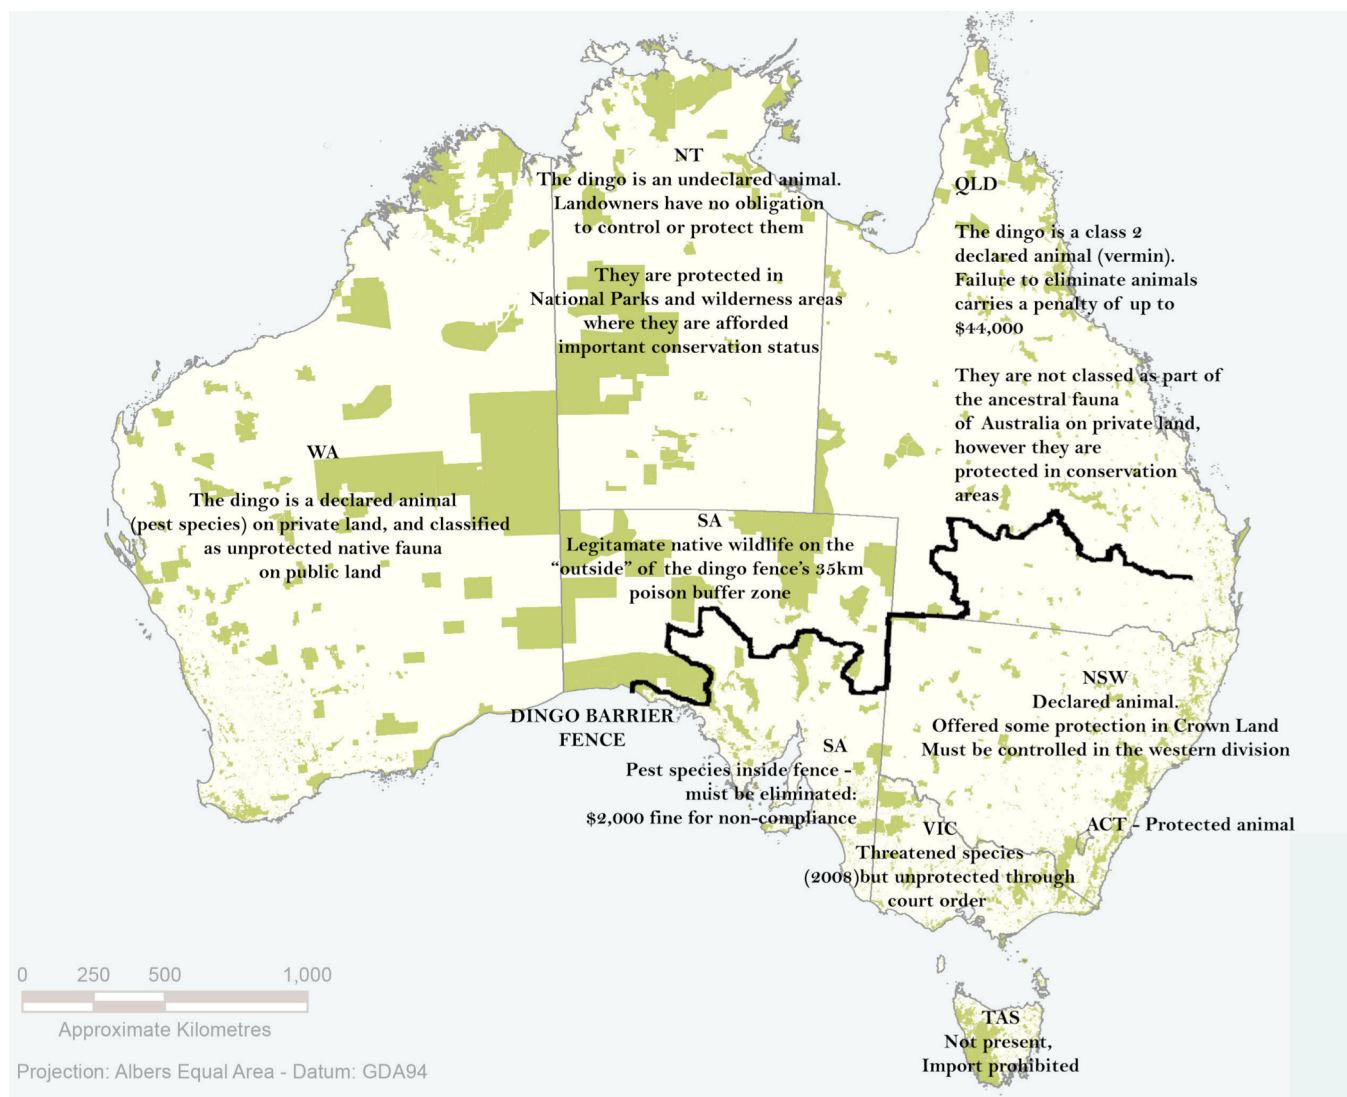 NT
The dingo is an undeclared animal.
Landowners have no obligation
to control or protect them
They are protected in
National Parks and wilderness areas
where they are afforded
important conservation status
QLD
The dingo is a class 2
declared animal (vermin).
Failure to eliminate animals
carries a penalty of up to
$44,000
They are not classed as part of
the ancestral fauna
of Australia on private land,
however they are
protected in conservation
areas
WA
The dingo is a declared animal
(pest species) on private land, and classified
as unprotected native fauna
on public land
SA
Legitamate native wildlife on the
“outside” of the dingo fence’s 35km
poison buffer zone
DINGO BARRIER
FENCE
SA
Pest species inside fence -
must be eliminated:
$2,000 fine for non-compliance
NSW
Declared animal.
Offered some protection in Crown Land
Must be controlled in the western division
ACT - Protected animal
VIC
Threatened species
(2008)but unprotected through
court order
TAS
Not present,
Import prohibited
0 250 500 1,000
Approximate Kilometres
Projection: Albers Equal Area - Datum: GDA94